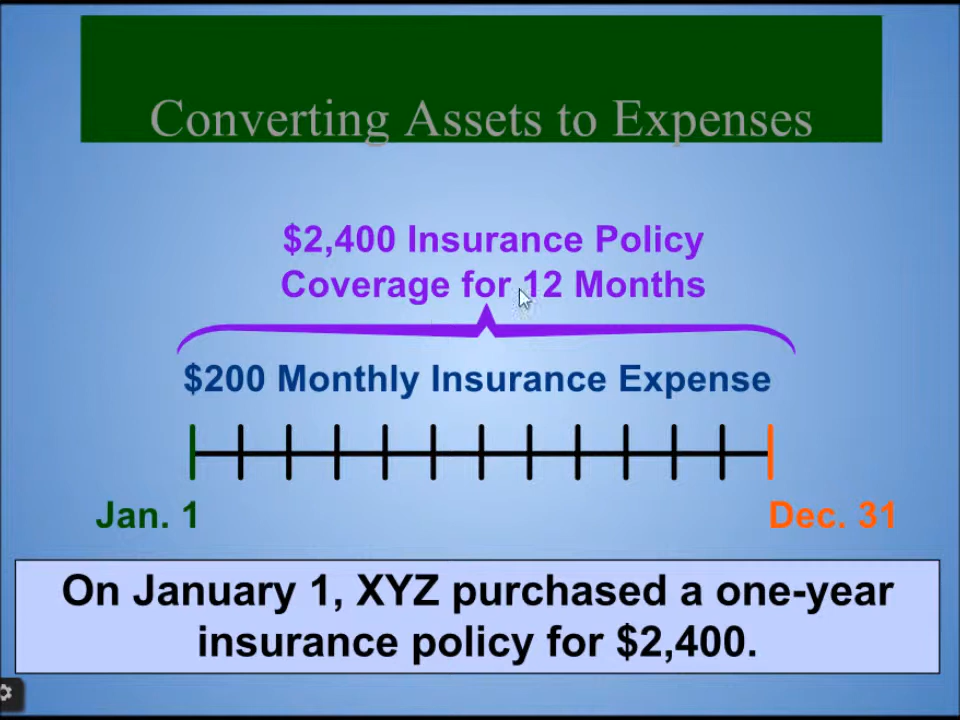 Converting Assets to Expenses
$2,400 Insurance Policy
Coverage for 12 Months
$200 Monthly Insurance Expense
Jan. 1
Dec. 31
On January 1, XYZ purchased a one-year
insurance policy for $2,400.